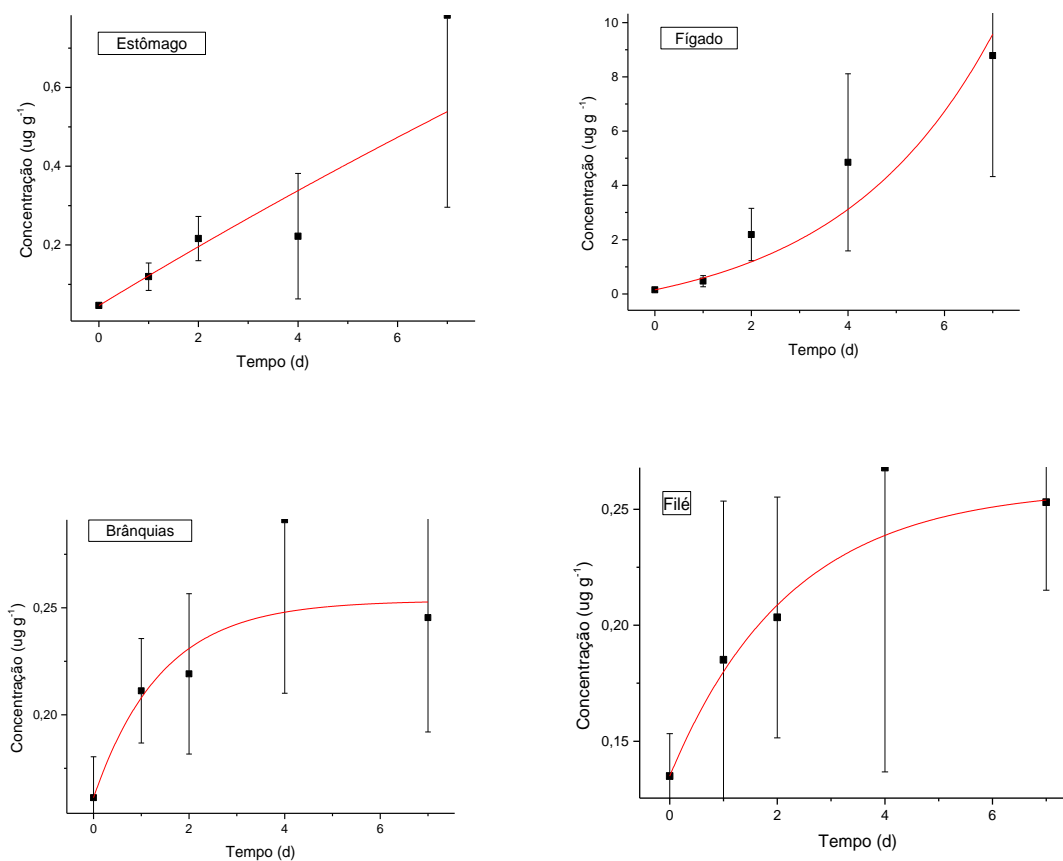 Estômago
0,6
0,4
0,2
Concentração (ug g-1)
0 2 4 6
Tempo (d)
Fígado
10
8
6
4
2
0
Concentração (ug g-1)
0 2 4 6
Tempo (d)
Brânquias
0,25
0,20
Concentração (ug g-1)
0 2 4 6
Tempo (d)
Filé
0,25
0,20
0,15
Concentração (ug g-1)
0 2 4 6
Tempo (d)